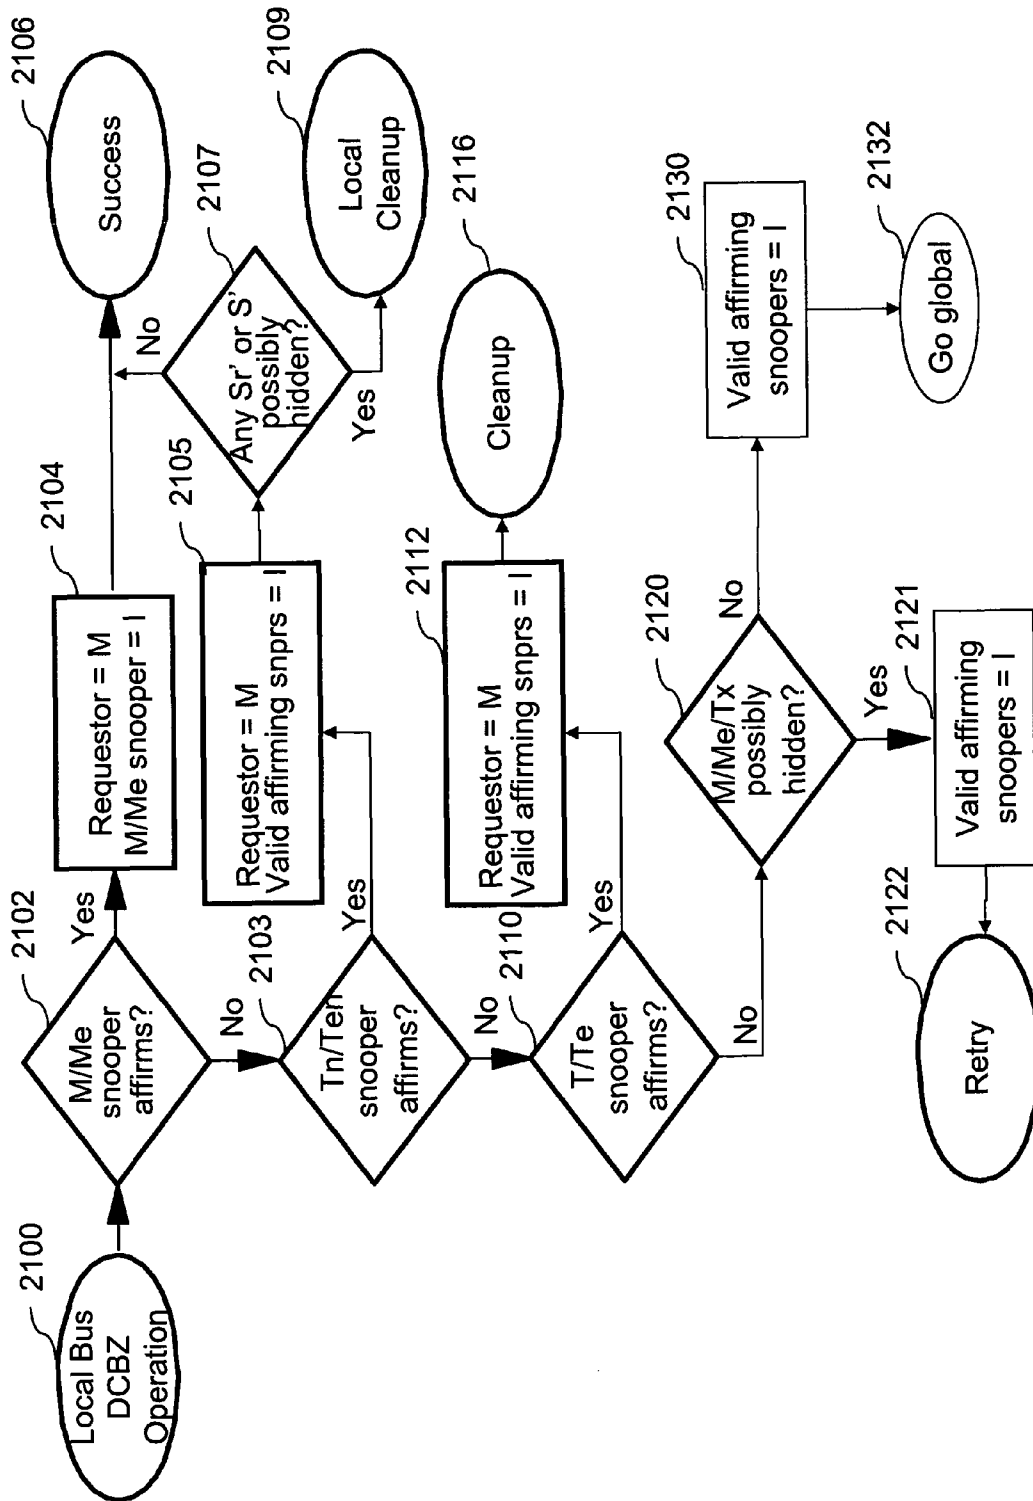 2100
Local Bus
DCBZ
Operation
2102
M/Me
snooper
affirms?
Yes
No
2104
Requestor = M
M/Me snooper = I
2106
Success
2103
Tn/Ten
snooper
affirms?
Yes
No
2105
Requestor = M
Valid affirming snprs = I
2107
Any Sr' or S'
possibly
hidden?
No
Yes
2109
Local
Cleanup
2110
T/Te
snooper
affirms?
Yes
No
2112
Requestor = M
Valid affirming snprs = I
2116
Cleanup
2120
M/Me/Tx
possibly
hidden?
No
Yes
2130
Valid affirming
snoopers = I
2132
Go global
2121
Valid affirming
snoopers = I
2122
Retry